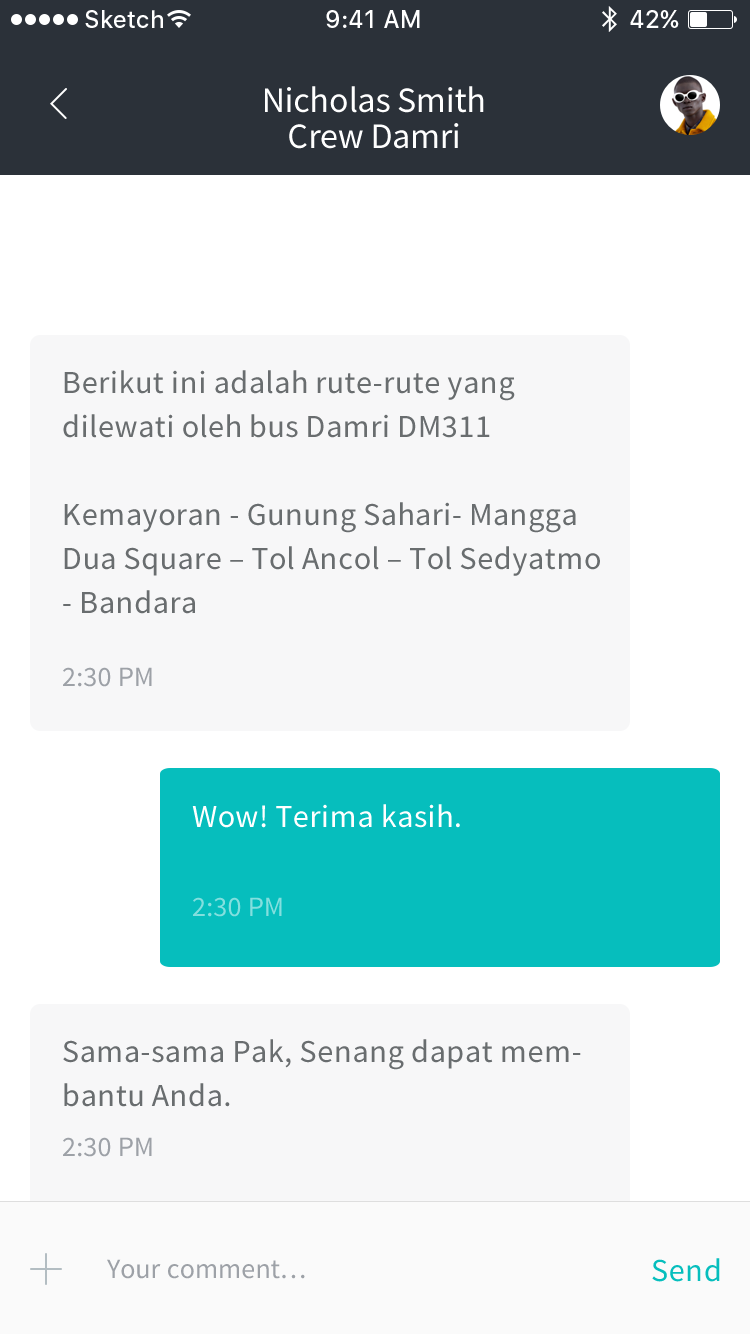 Sketch 9:41 AM 42%
Nicholas Smith
Crew Damri
Berikut ini adalah rute-rute yang
dilewati oleh bus Damri DM311
Kemayoran - Gunung Sahari- Mangga
Dua Square – Tol Ancol – Tol Sedyatmo
- Bandara
2:30 PM
Wow! Terima kasih.
2:30 PM
Sama-sama Pak, Senang dapat mem-
bantu Anda.
2:30 PM
Your comment... Send